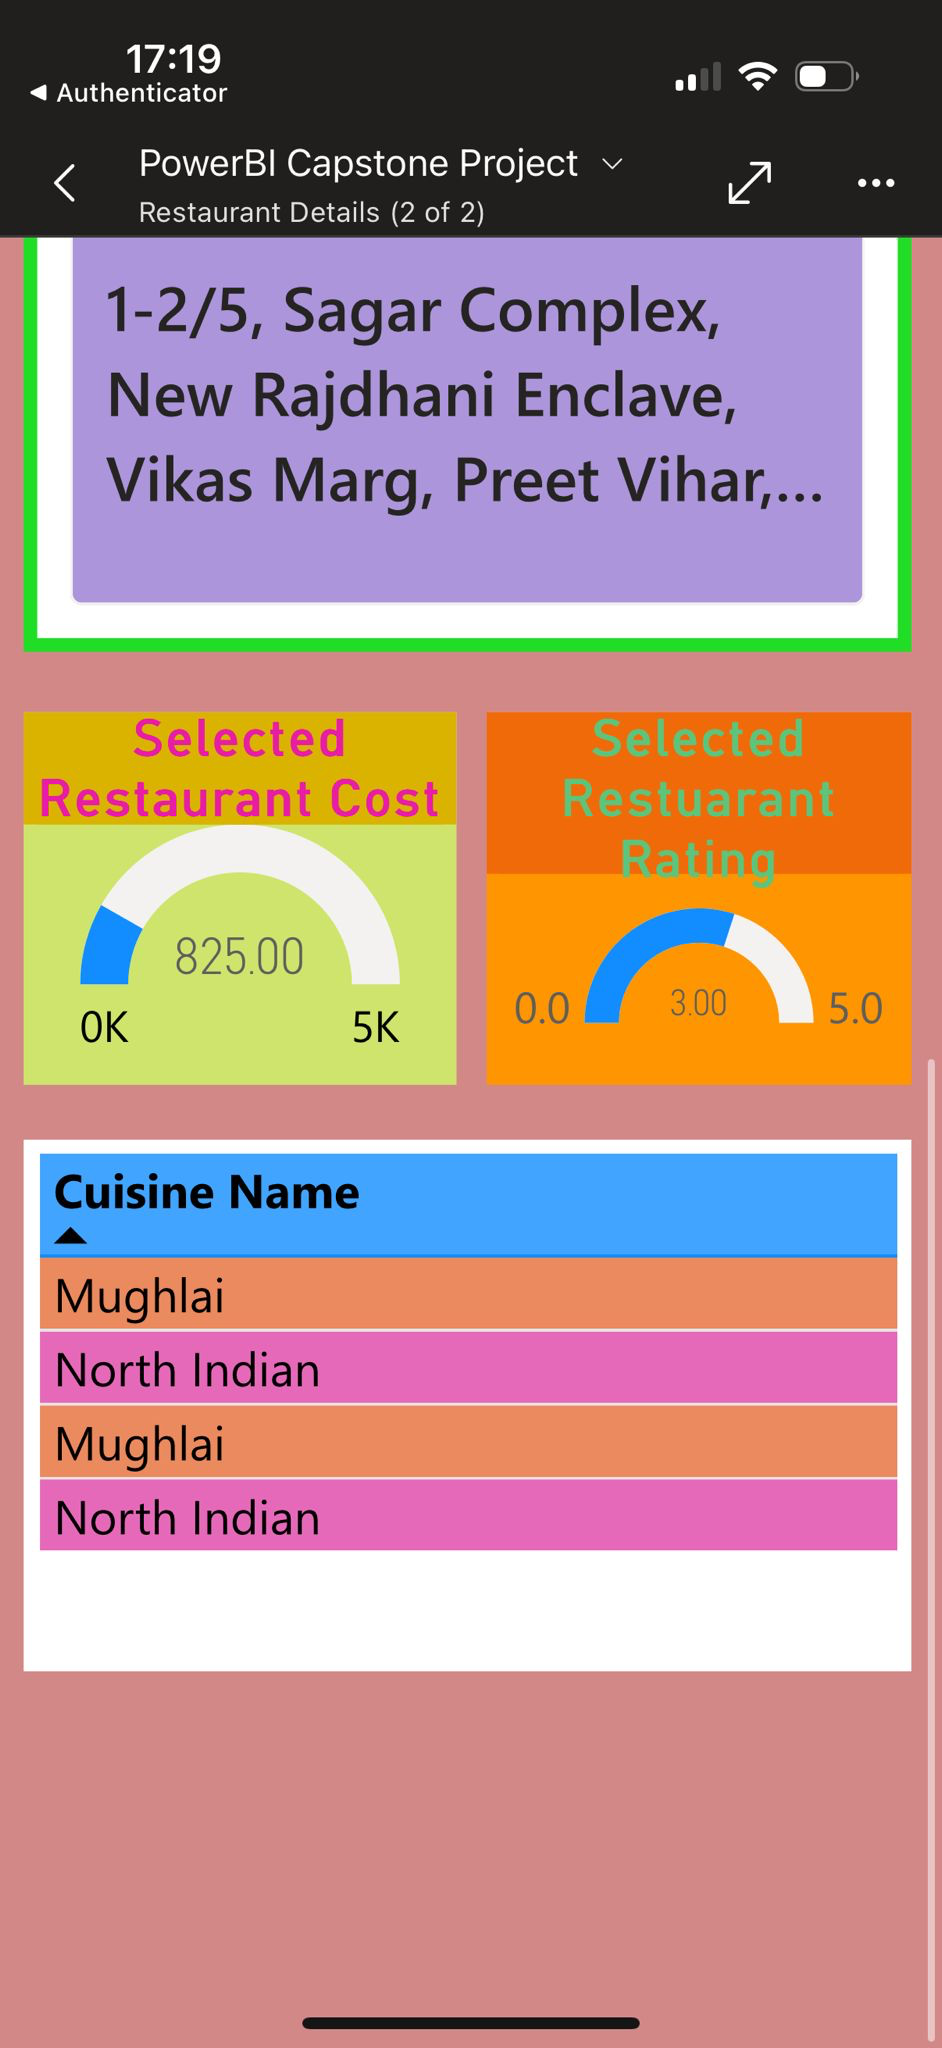 17:19
◀ Authenticator
PowerBI Capstone Project
Restaurant Details (2 of 2)
1-2/5, Sagar Complex,
New Rajdhani Enclave,
Vikas Marg, Preet Vihar,...
Selected
Restaurant Cost
825.00
0K
5K
Selected
Restuarant
Rating
0.0
3.00
5.0
Cuisine Name
Mughlai
North Indian
Mughlai
North Indian